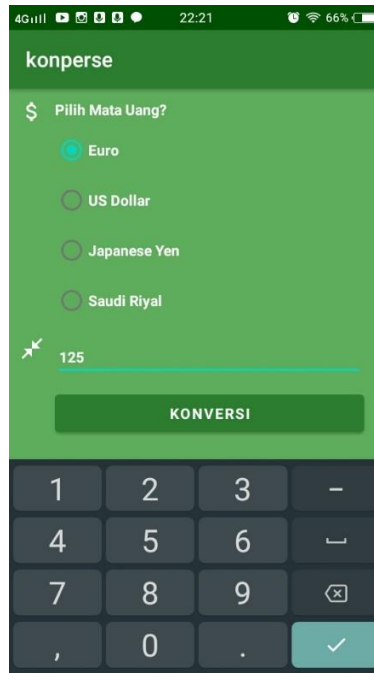 4G 22:21 66%
konperse
$ Pilih Mata Uang?
Euro
US Dollar
Japanese Yen
Saudi Riyal
125
KONVERSI
1 2 3 –
4 5 6
7 8 9
, 0 .